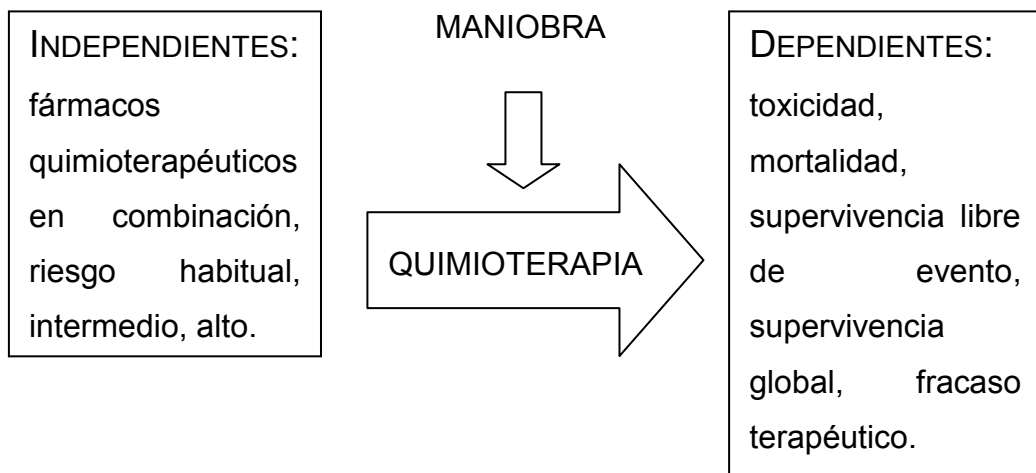 INDEPENDIENTES:
fármacos
quimioterapéuticos
en combinación,
riesgo habitual,
intermedio, alto.
MANIOBRA
QUIMIOTERAPIA
DEPENDIENTES:
toxicidad,
mortalidad,
supervivencia libre
de evento,
supervivencia
global, fracaso
terapéutico.